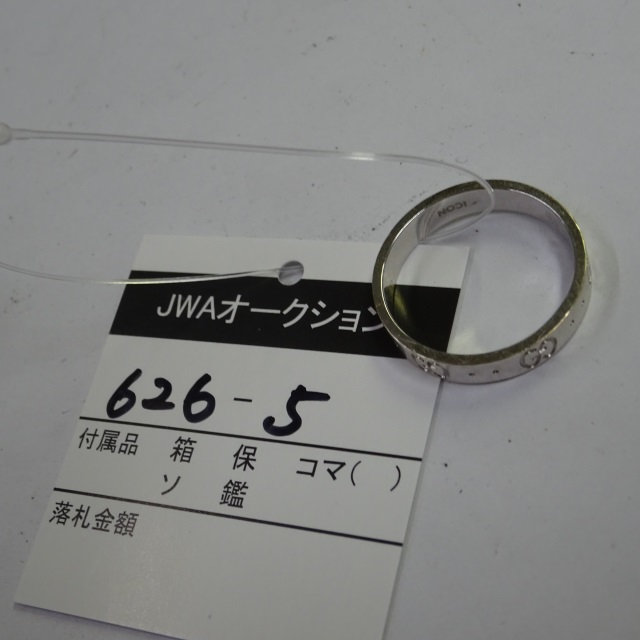 ICON
JWAオークション
626-5
付属品 箱 保 コマ( )
ソ 鑑
落札金額